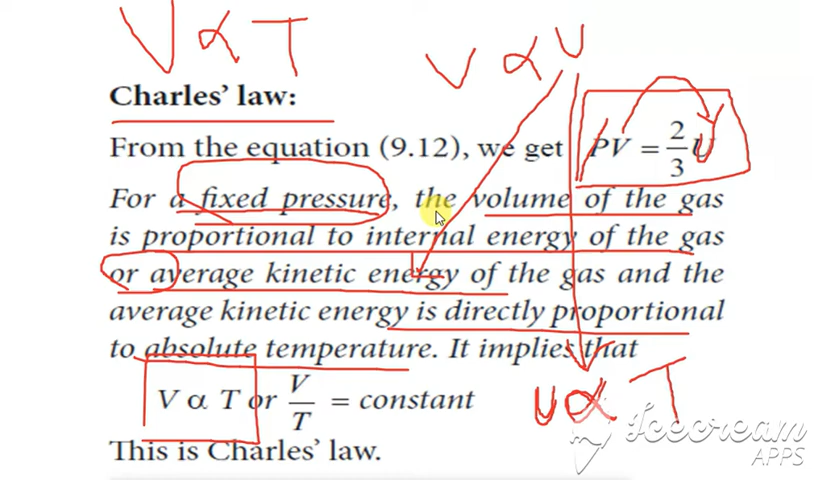 V ∝ T
V ∝ U
Charles' law:
From the equation (9.12), we get PV = 2/3 U
For a fixed pressure, the volume of the gas
is proportional to internal energy of the gas
or average kinetic energy of the gas and the
average kinetic energy is directly proportional
to absolute temperature. It implies that
V α T or V/T = constant
U ∝ T
Icecream
APPS
This is Charles' law.